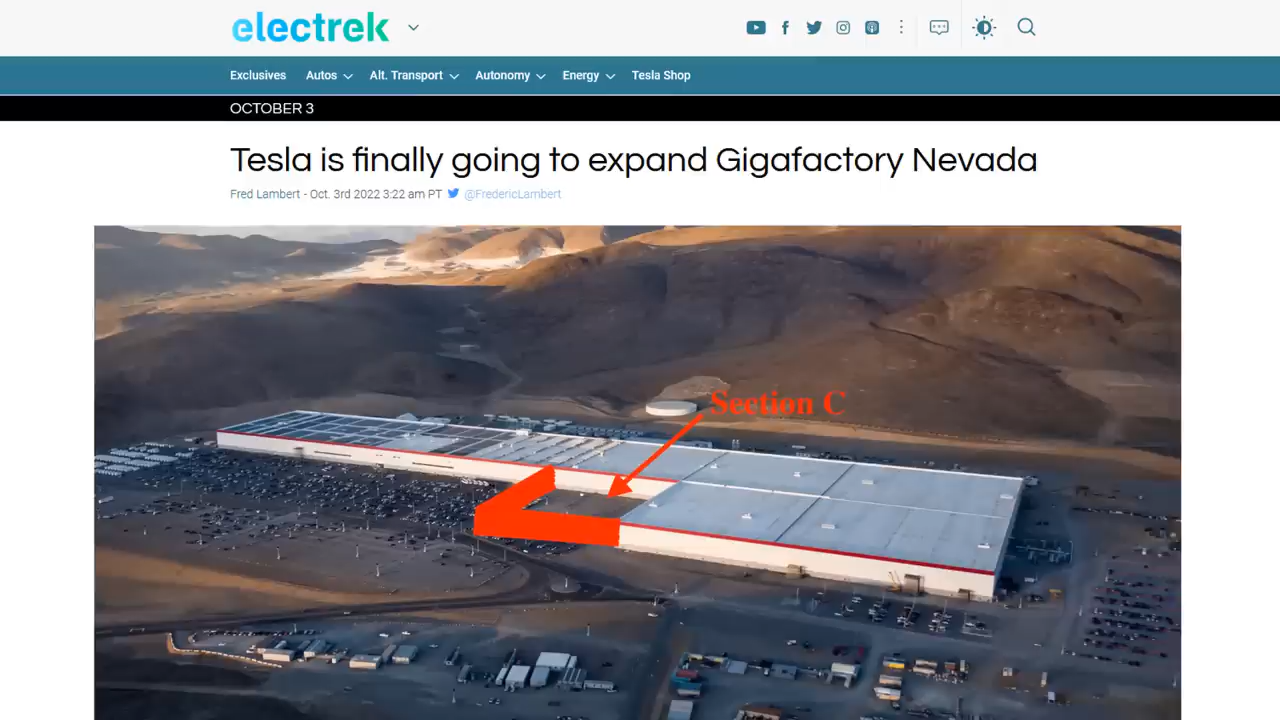 electrek
Exclusives Autos Alt. Transport Autonomy Energy Tesla Shop
OCTOBER 3
Tesla is finally going to expand Gigafactory Nevada
Fred Lambert - Oct. 3rd 2022 3:22 am PT @FredericLambert
Section C